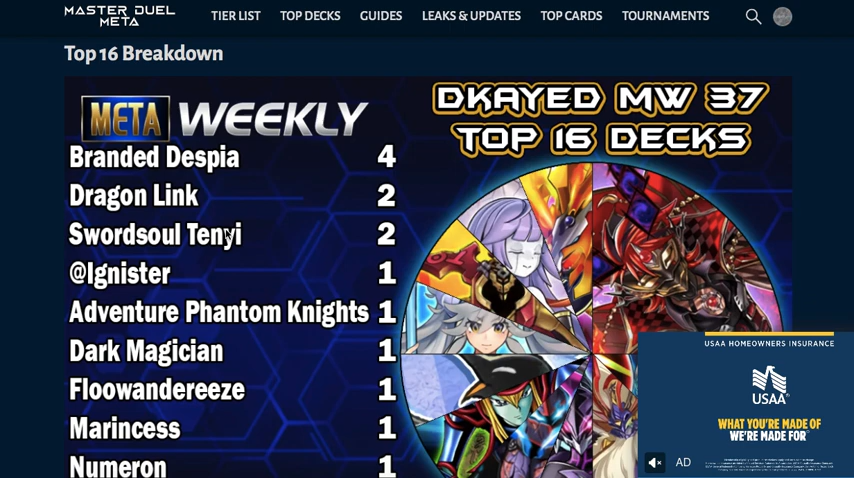 MASTER DUEL
META
TIER LIST
TOP DECKS
GUIDES
LEAKS & UPDATES
TOP CARDS
TOURNAMENTS
Top 16 Breakdown
META WEEKLY
DKAYED MW 37
TOP 16 DECKS
Branded Despia 4
Dragon Link 2
Swordsoul Tenyi 2
@Ignister 1
Adventure Phantom Knights 1
Dark Magician 1
Floowandereeze 1
Marincess 1
Numeron 1
USAA HOMEOWNERS INSURANCE
USAA®
WHAT YOU'RE MADE OF
WE'RE MADE FOR
AD